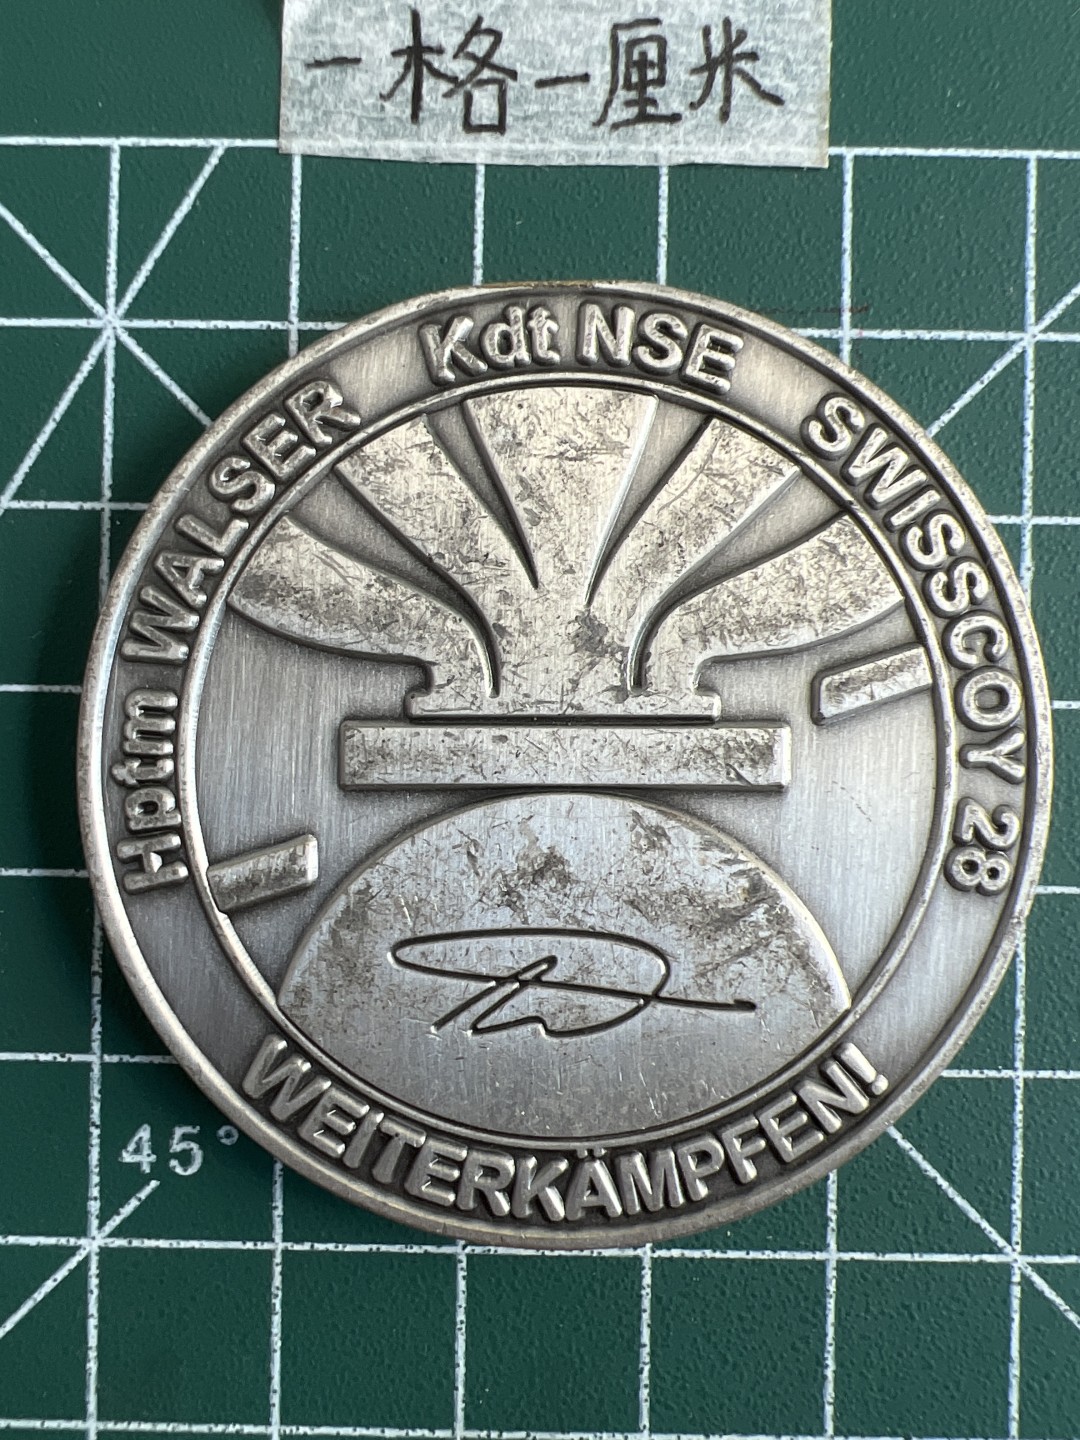 一格一厘米
Hptm WALSER Kdt NSE SWISSCOY 28
WEITERKÄMPFEN!
45°